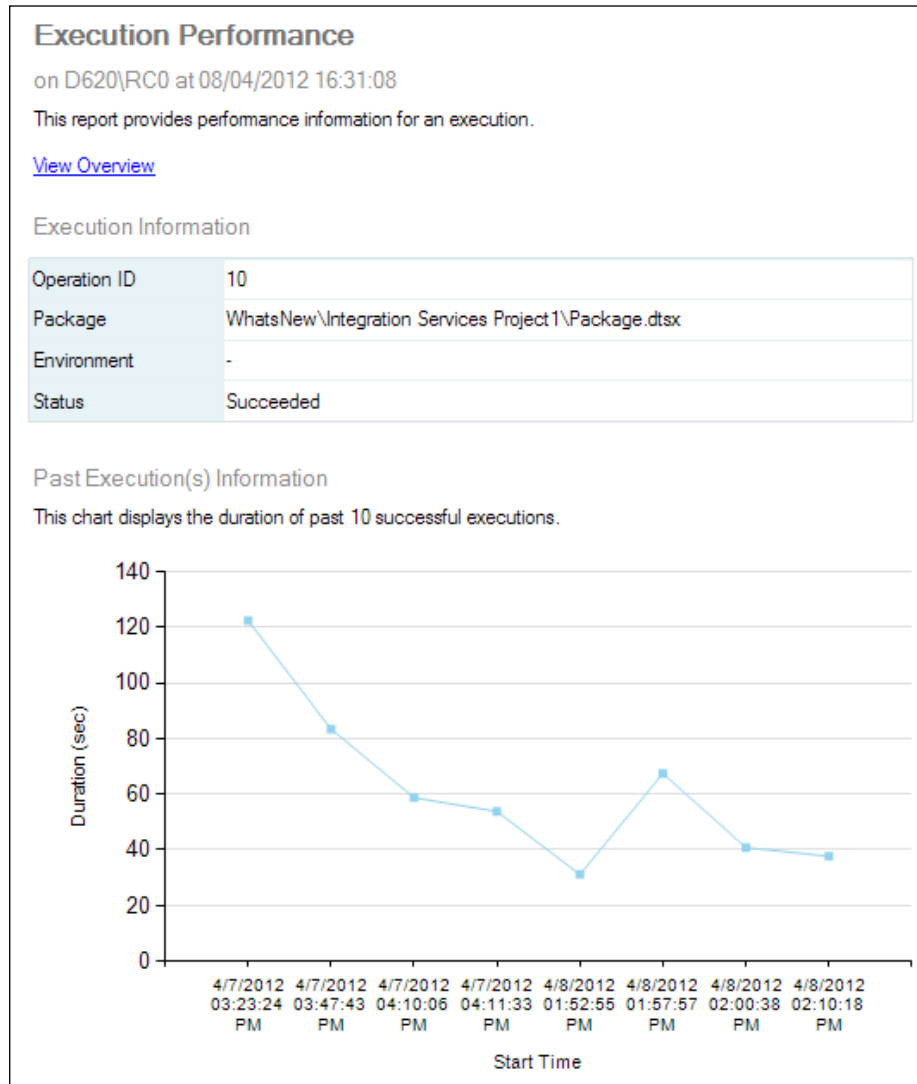 Execution Performance
on D620\RC0 at 08/04/2012 16:31:08
This report provides performance information for an execution.
View Overview
Execution Information
Operation ID 10
Package WhatsNew\Integration Services Project1\Package.dtsx
Environment -
Status Succeeded
Past Execution(s) Information
This chart displays the duration of past 10 successful executions.
140
120
100
80
60
40
20
0
Duration (sec)
4/7/2012 4/7/2012 4/7/2012 4/7/2012 4/8/2012 4/8/2012 4/8/2012 4/8/2012
03:23:24 03:47:43 04:10:06 04:11:33 01:52:55 01:57:57 02:00:38 02:10:18
PM PM PM PM PM PM PM PM
Start Time